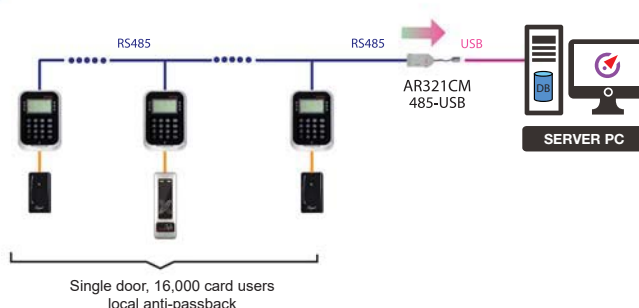 RS485
RS485
USB
AR321CM
485-USB
DB
SERVER PC
Single door, 16,000 card users
local anti-passback